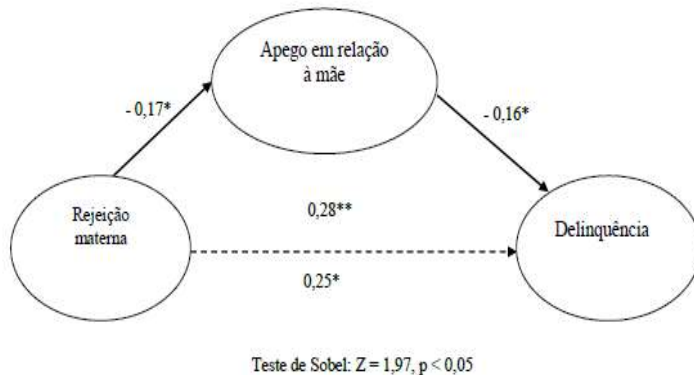 Apego em relação
à mãe
- 0,17*
- 0,16*
Rejeição
materna
0,28**
Delinquência
0,25*
Teste de Sobel: Z = 1,97, p < 0,05